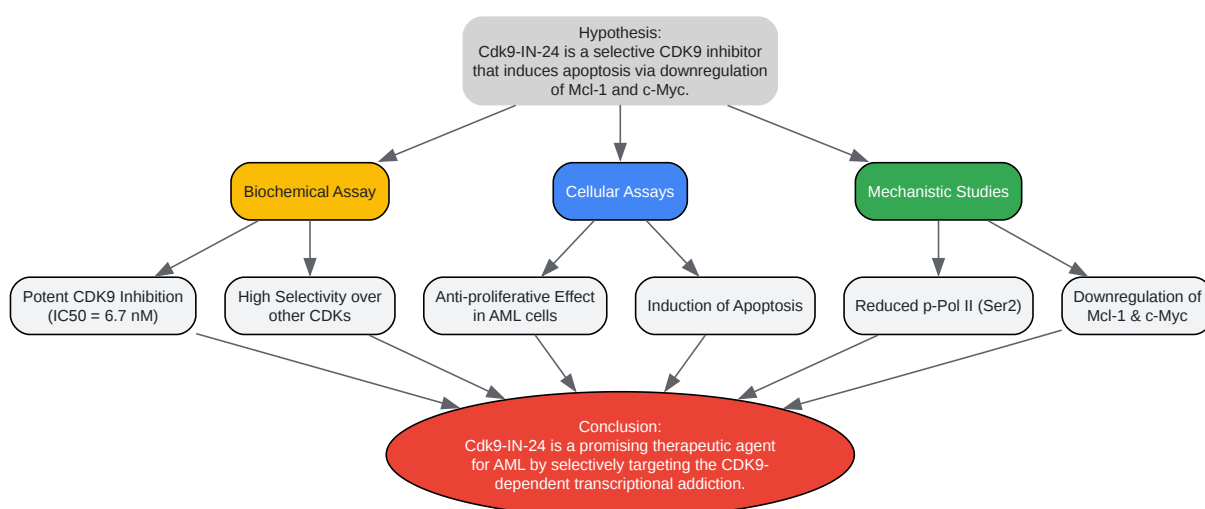 Hypothesis:
Cdk9-IN-24 is a selective CDK9 inhibitor
that induces apoptosis via downregulation
of Mcl-1 and c-Myc.
Biochemical Assay
Cellular Assays
Mechanistic Studies
Potent CDK9 Inhibition
(IC50 = 6.7 nM)
High Selectivity over
other CDKs
Anti-proliferative Effect
in AML cells
Induction of Apoptosis
Reduced p-Pol II (Ser2)
Downregulation of
Mcl-1 & c-Myc
Conclusion:
Cdk9-IN-24 is a promising therapeutic agent
for AML by selectively targeting the CDK9-
dependent transcriptional addiction.